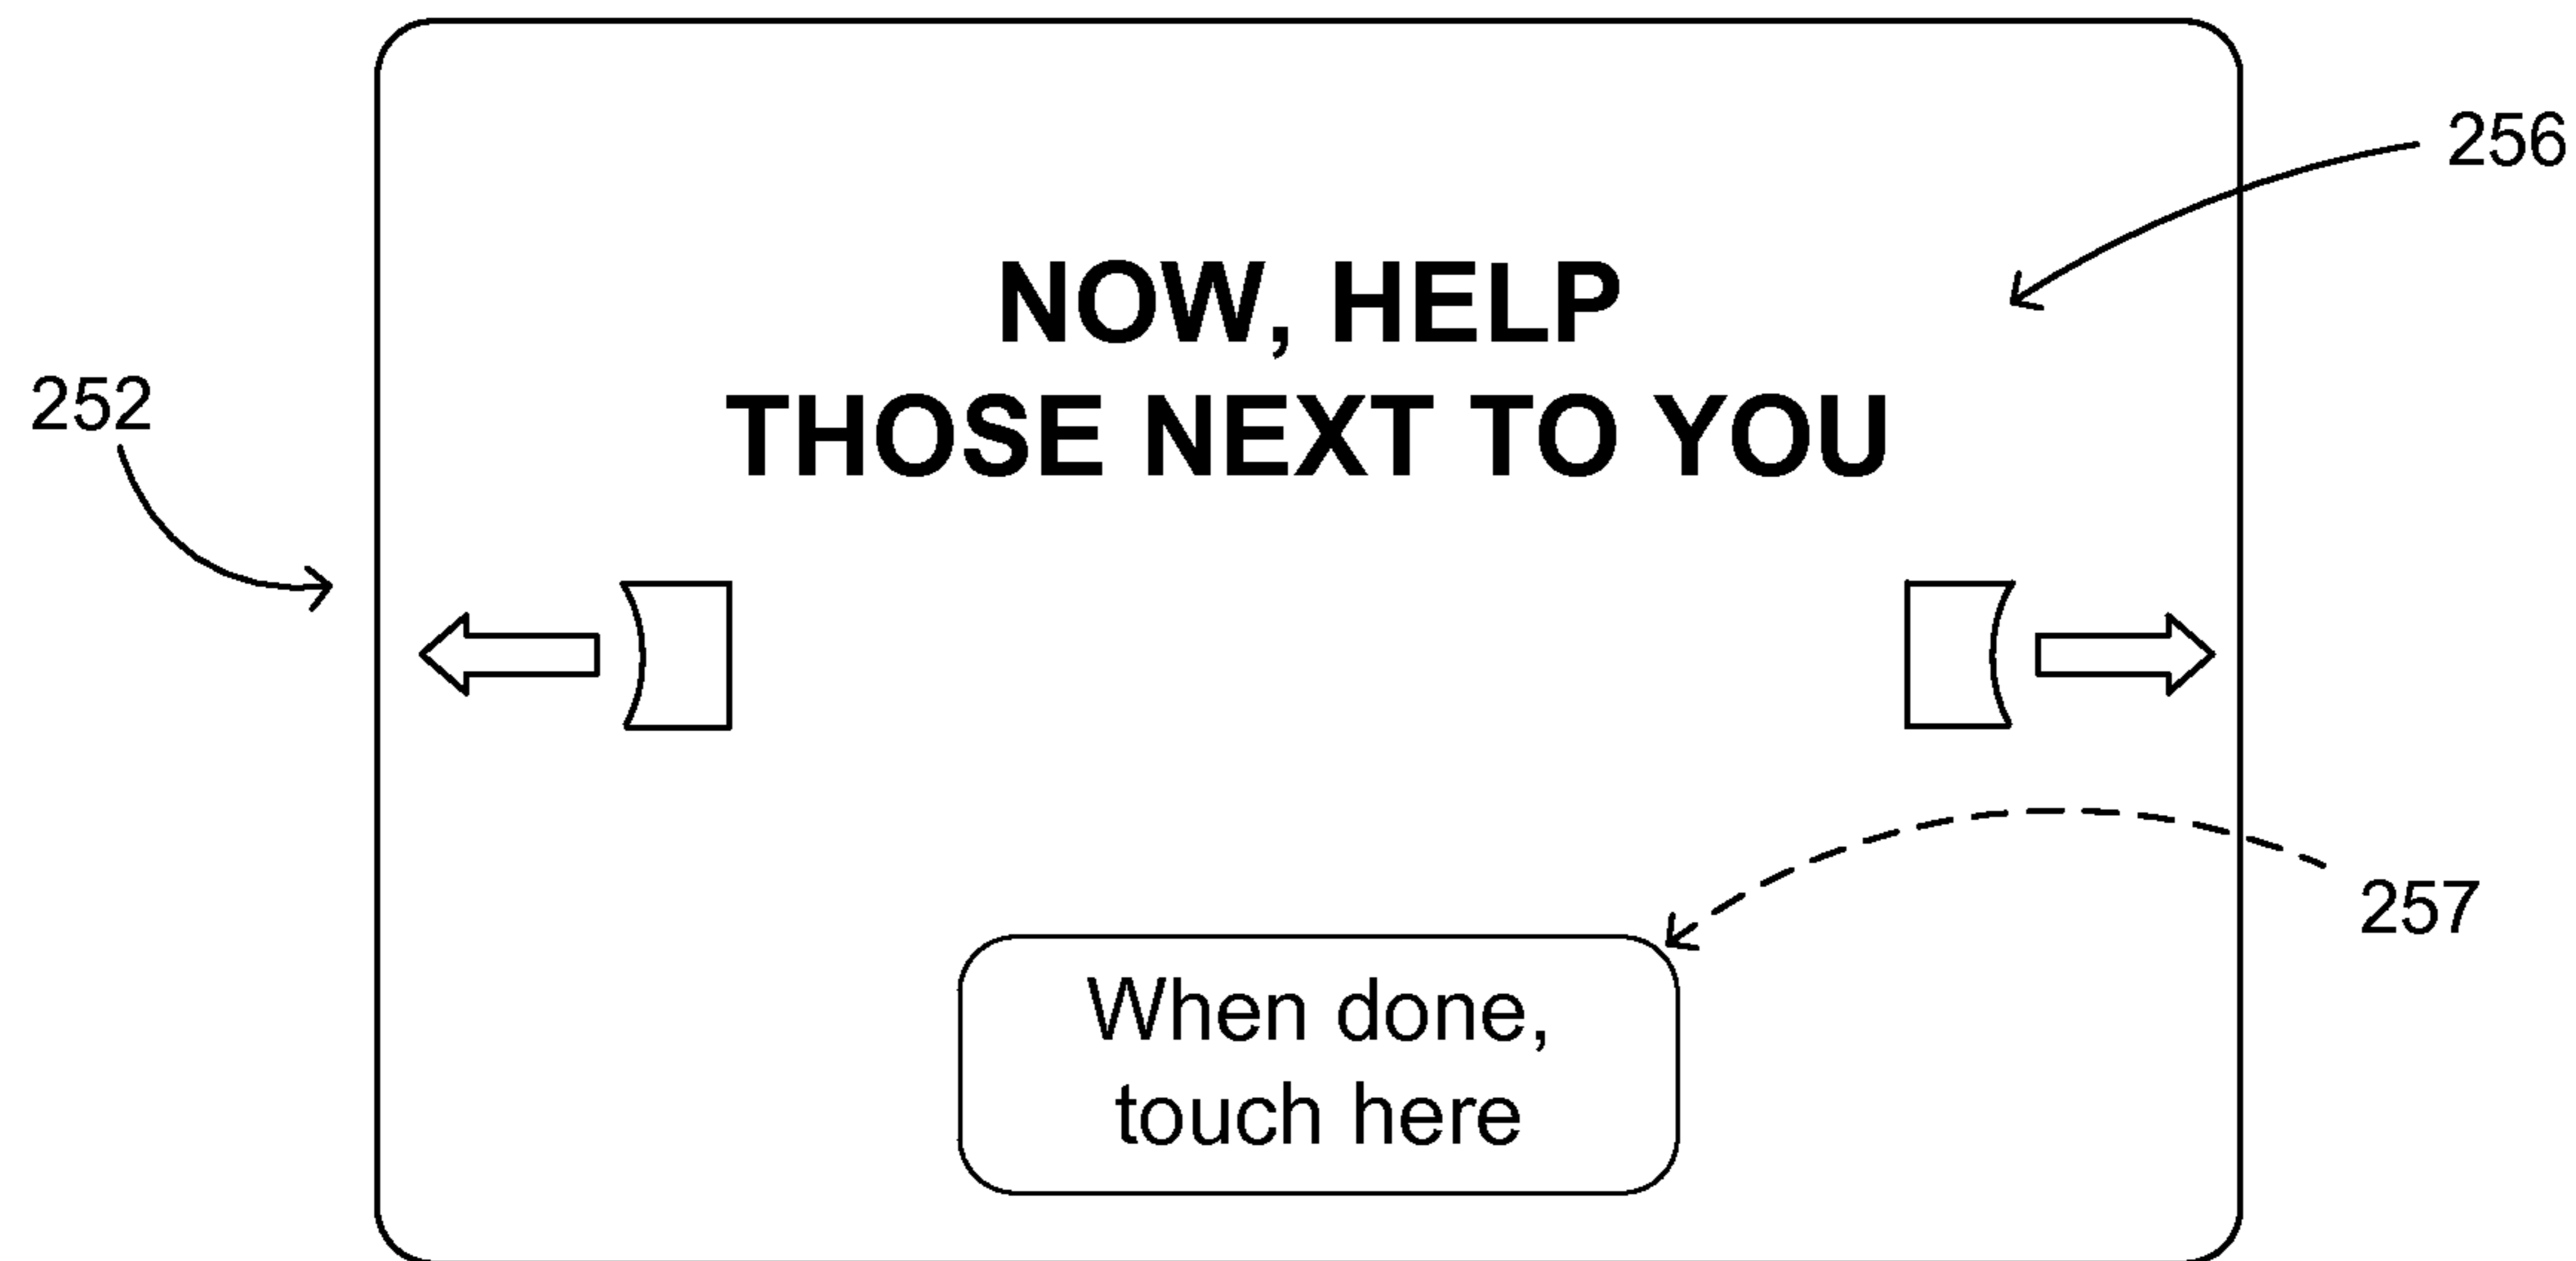 256
NOW, HELP
THOSE NEXT TO YOU
252
257
When done,
touch here